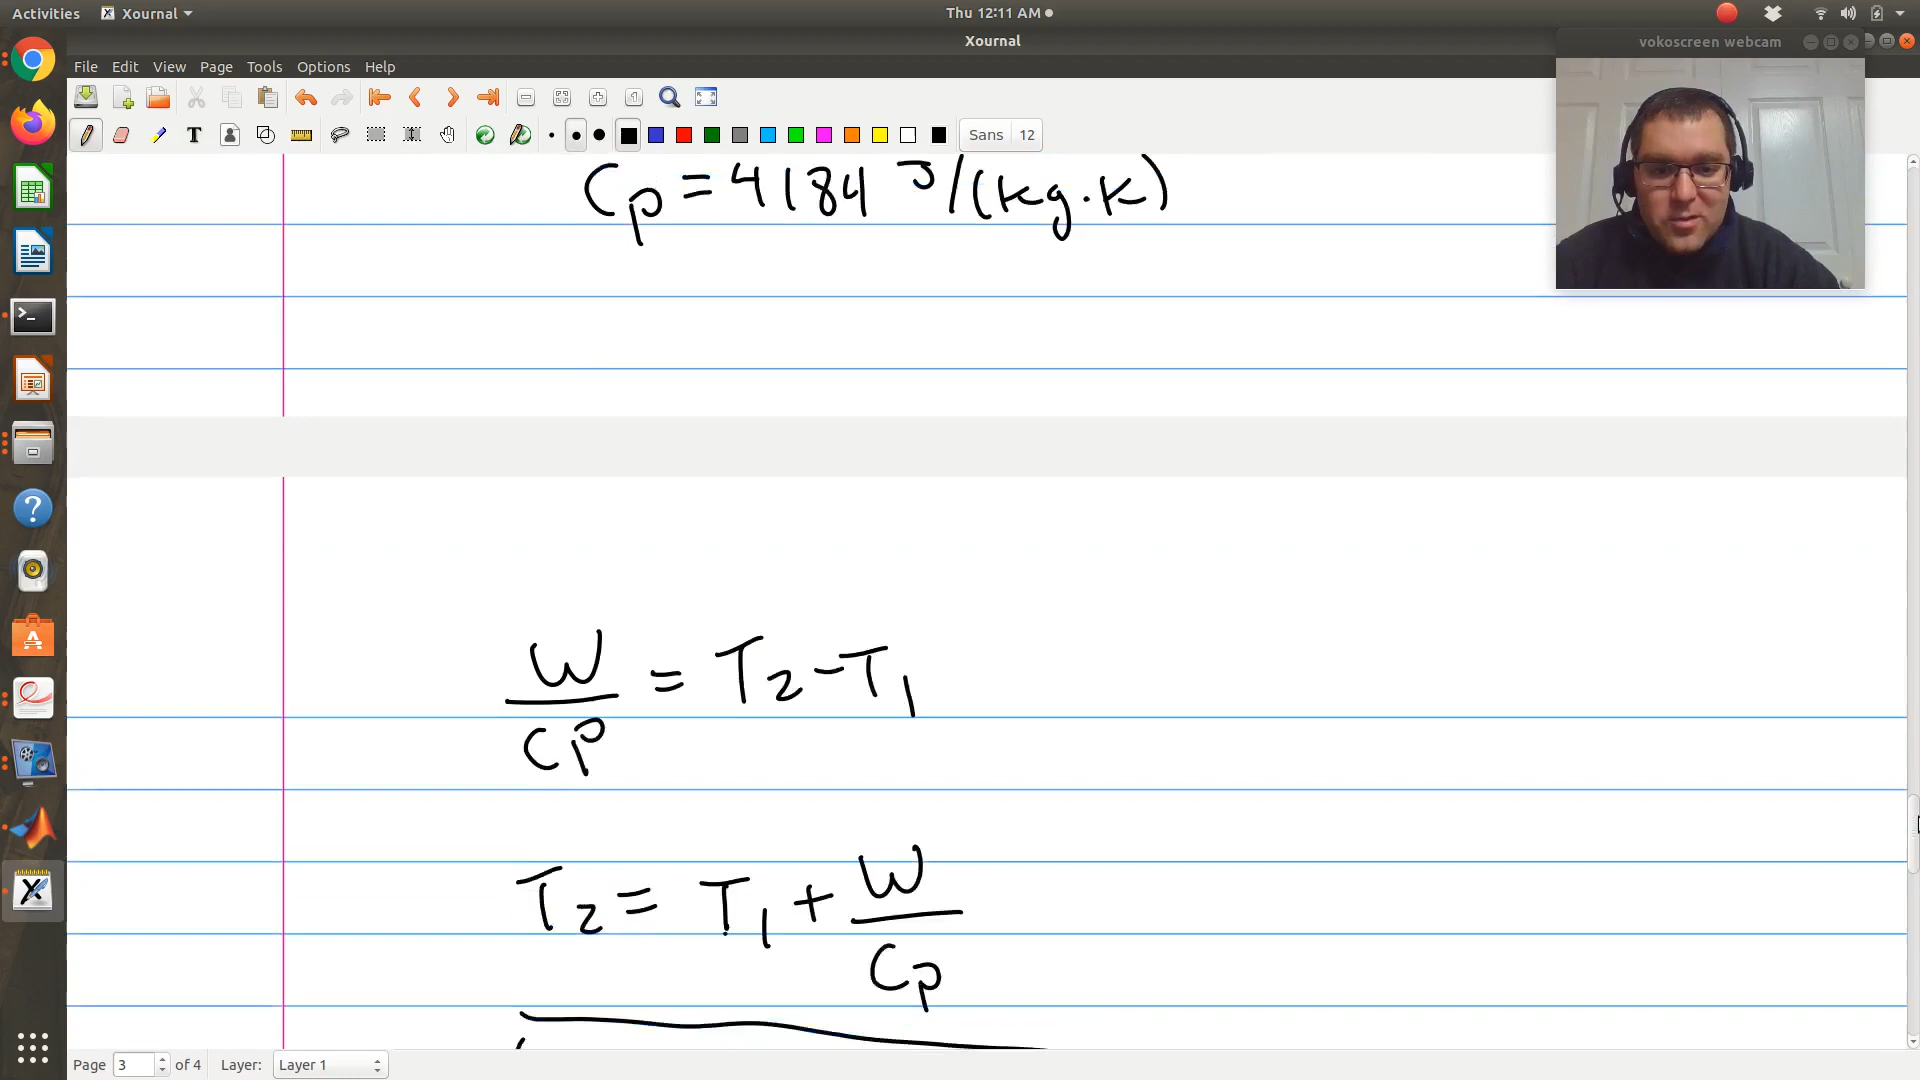 Activities Xournal Thu 12:11 AM
Xournal
vokoscreen webcam
File Edit View Page Tools Options Help
Sans 12
Cp = 4184 J/(kg·K)
W/CP = T2 - T1
T2 = T1 + W/Cp
Page 3 of 4 Layer: Layer 1